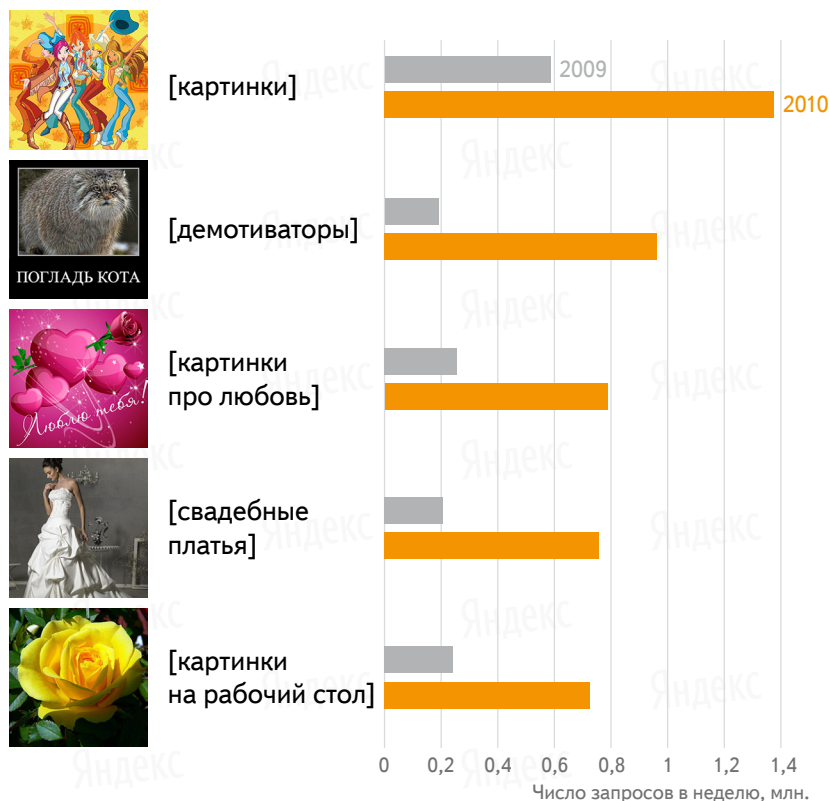 [картинки]
2009
2010
[демотиваторы]
ПОГЛАДЬ КОТА
[картинки
про любовь]
Люблю тебя!
[свадебные
платья]
[картинки
на рабочий стол]
0 0,2 0,4 0,6 0,8 1 1,2 1,4
Число запросов в неделю, млн.
Яндекс